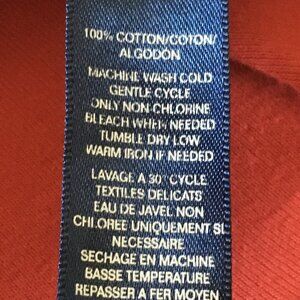 100% COTTON/COTON/
ALGODON
MACHINE WASH COLD
GENTLE CYCLE
ONLY NON-CHLORINE
BLEACH WHEN NEEDED
TUMBLE DRY LOW
WARM IRON IF NEEDED
LAVAGE A 30° CYCLE
TEXTILES DELICATS
EAU DE JAVEL NON
CHLOREE UNIQUEMENT SI
NECESSAIRE
SECHAGE EN MACHINE
BASSE TEMPERATURE
REPASSER A FER MOYEN